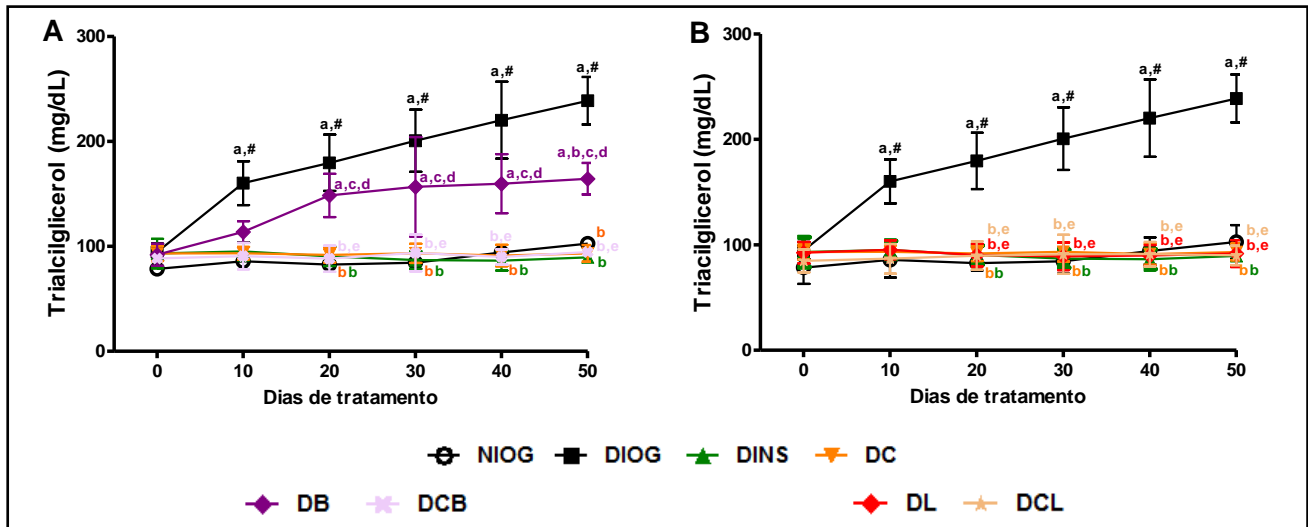 A
Trialcilglicerol (mg/dL)
300
200
100
0
a,#
a,#
a,#
a,#
a,#
a,c,d
a,c,d
a,c,d
a,b,c,d
b
b,e
b,e
b,e
b,e
bb
bb
bb
b
0 10 20 30 40 50
Dias de tratamento
B
Triacilglicerol (mg/dL)
300
200
100
0
a,#
a,#
a,#
a,#
a,#
b,e
b,e
b,e
b,e
b,e
b,e
b,e
b,e
bb
bb
bb
bb
0 10 20 30 40 50
Dias de tratamento
NIOG DIOG DINS DC
DB DCB DL DCL